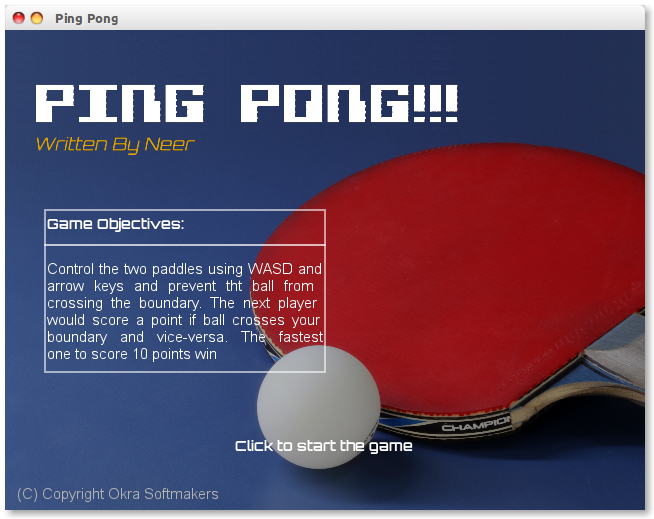 Ping Pong
PING PONG!!!
Written By Neer
Game Objectives:
Control the two paddles using WASD and
arrow keys and prevent tht ball from
crossing the boundary. The next player
would score a point if ball crosses your
boundary and vice-versa. The fastest
one to score 10 points win
CHAMPION
Click to start the game
(C) Copyright Okra Softmakers